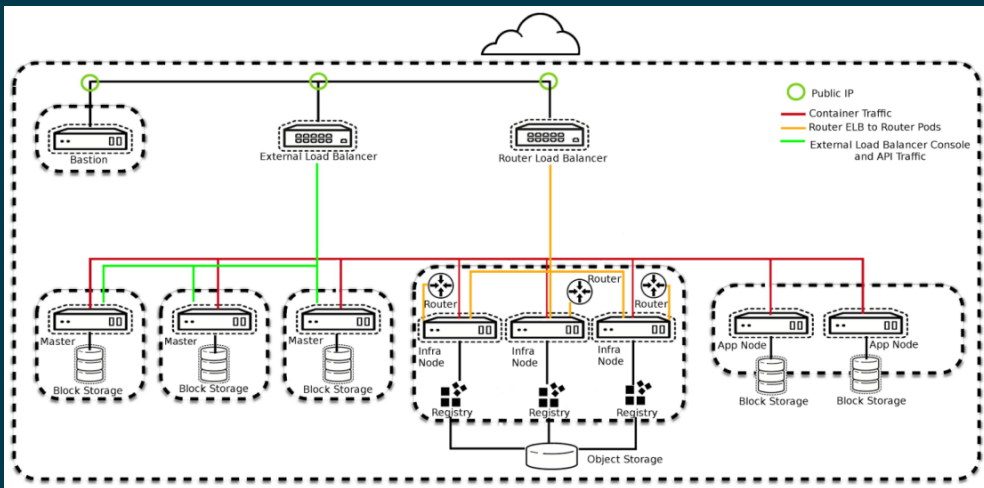 Public IP
Container Traffic
Router ELB to Router Pods
External Load Balancer Console
and API Traffic
Bastion
External Load Balancer
Router Load Balancer
Router
Router
Router
Master
Master
Master
Infra
Node
Infra
Node
Infra
Node
App Node
App Node
Block Storage
Block Storage
Block Storage
Block Storage
Block Storage
Registry
Registry
Registry
Object Storage